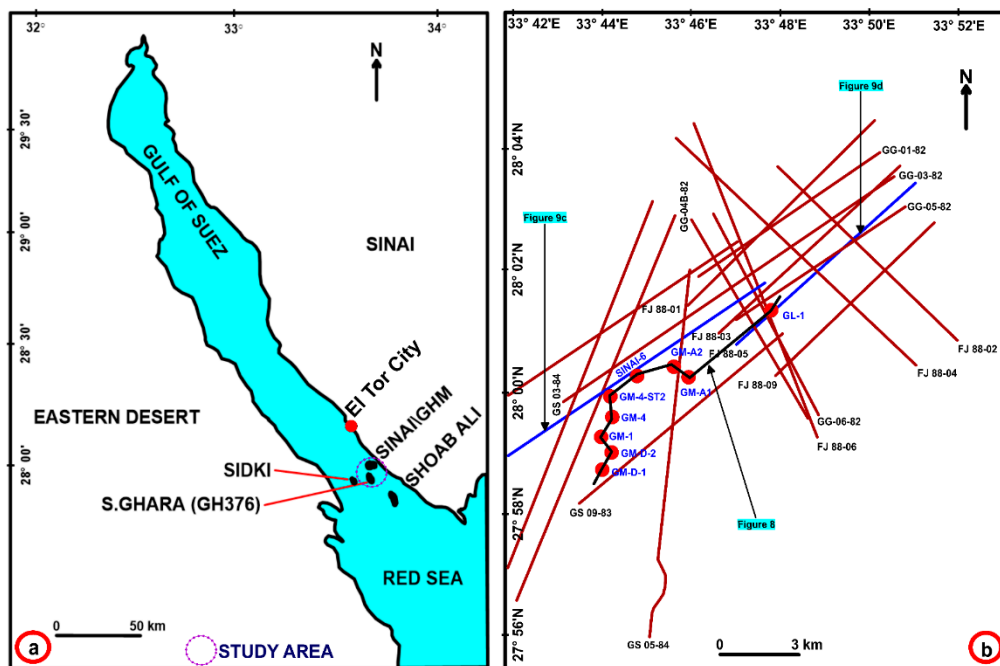 32°
33°
34°
N
29° 30'
29° 00'
28° 30'
28° 00'
GULF OF SUEZ
SINAI
El Tor City
EASTERN DESERT
SINAI\GHM
SHOAB ALI
SIDKI
S.GHARA (GH376)
RED SEA
0 50 km
a
STUDY AREA
33° 42'E
33° 44'E
33° 48'E
33° 50'E
33° 52'E
N
28° 04'N
28° 02'N
28° 00'N
27° 58'N
27° 56'N
Figure 9d
GG-01-82
GG-03-82
GG-05-82
GG-04B-82
Figure 9c
FJ 88-01
FJ 88-03
FJ 88-05
FJ 88-09
GL-1
FJ 88-02
FJ 88-04
GG-06-82
FJ 88-06
GM-A2
SINAI-6
GM-A1
GS 03-84
GM-4-ST2
GM-4
GM-1
GM-D-2
GM-D-1
GS 09-83
Figure 8
GS 05-84
0 3 km
b